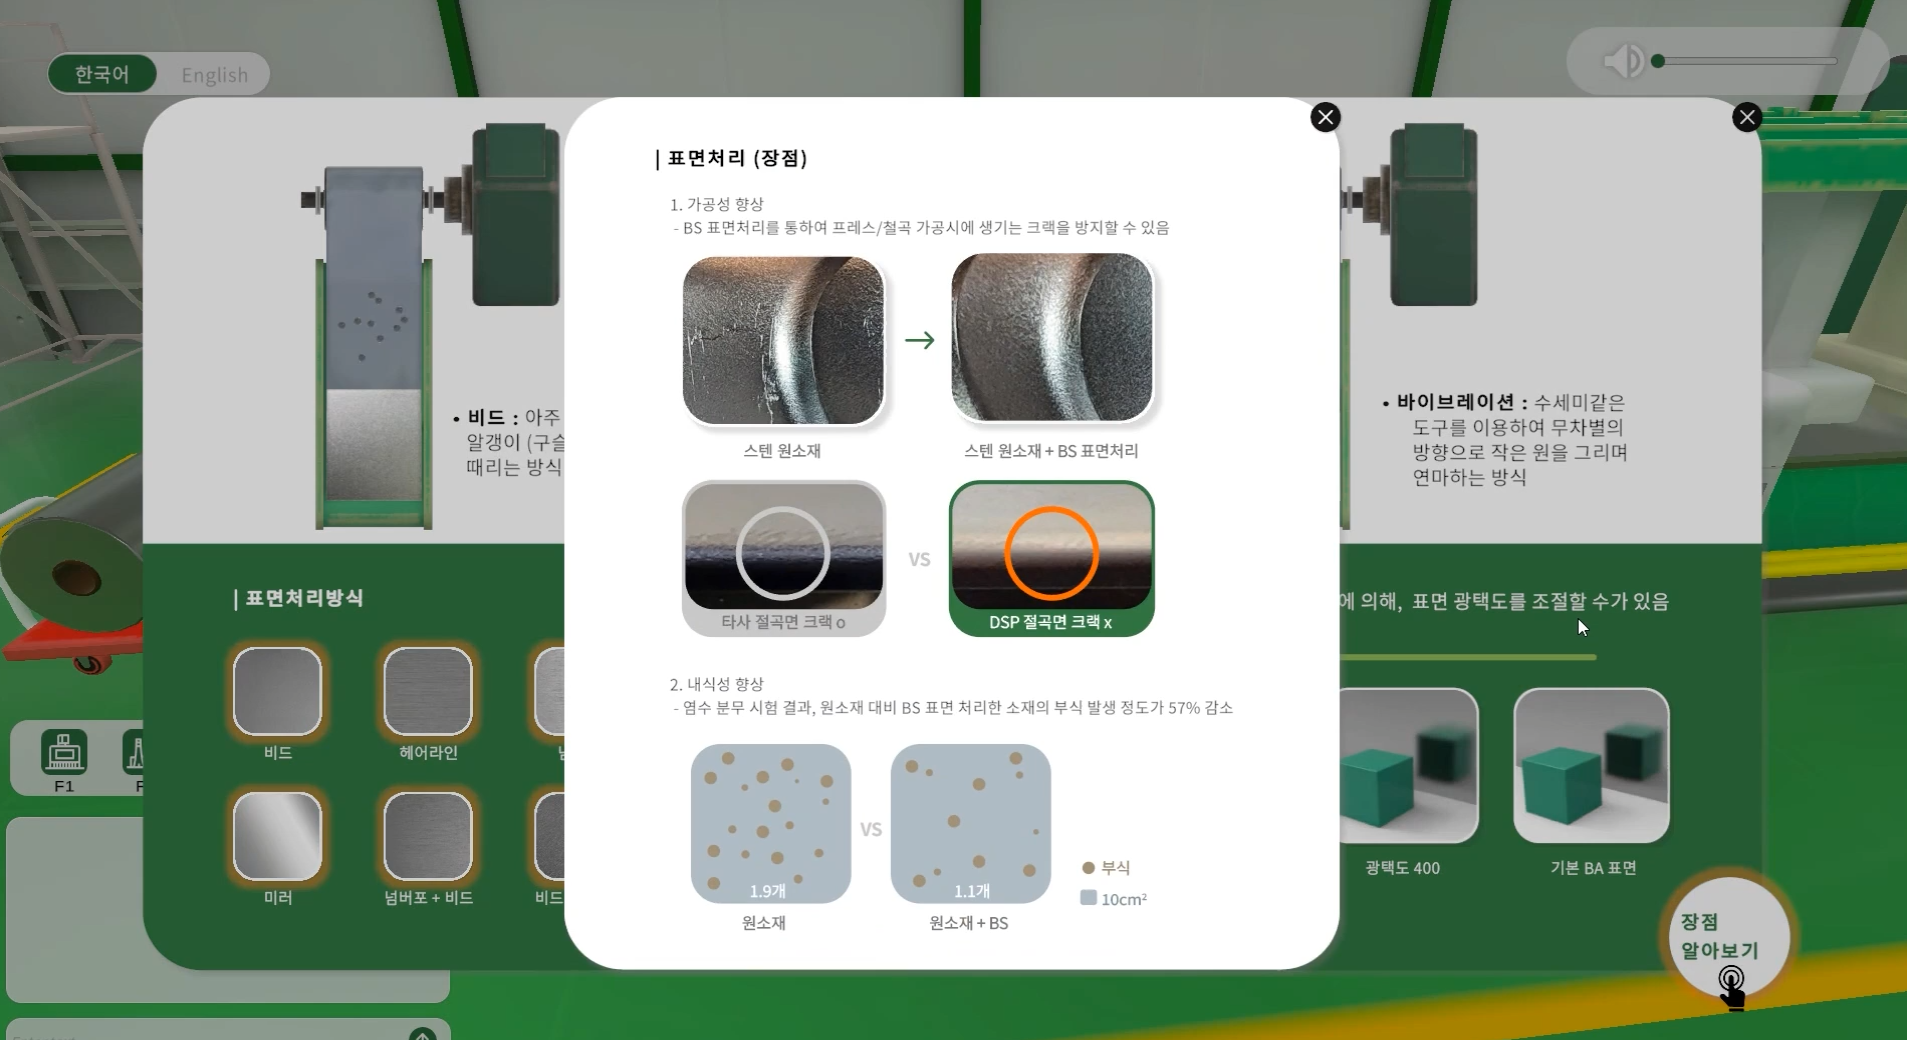 한국어
English
| 표면처리 (장점)
1. 가공성 향상
- BS 표면처리를 통하여 프레스/철곡 가공시에 생기는 크랙을 방지할 수 있음
스텐 원소재
스텐 원소재 + BS 표면처리
타사 절곡면 크랙 o
VS
DSP 절곡면 크랙 x
2. 내식성 향상
- 염수 분무 시험 결과, 원소재 대비 BS 표면 처리한 소재의 부식 발생 정도가 57% 감소
1.9개
VS
1.1개
부식
10cm²
원소재
원소재 + BS
• 비드 : 아주
알갱이 (구슬
때리는 방식
• 바이브레이션 : 수세미같은
도구를 이용하여 무차별의
방향으로 작은 원을 그리며
연마하는 방식
| 표면처리방식
에 의해, 표면 광택도를 조절할 수가 있음
비드
헤어라인
미러
넘버포 + 비드
비드
광택도 400
기본 BA 표면
F1
F
장점
알아보기